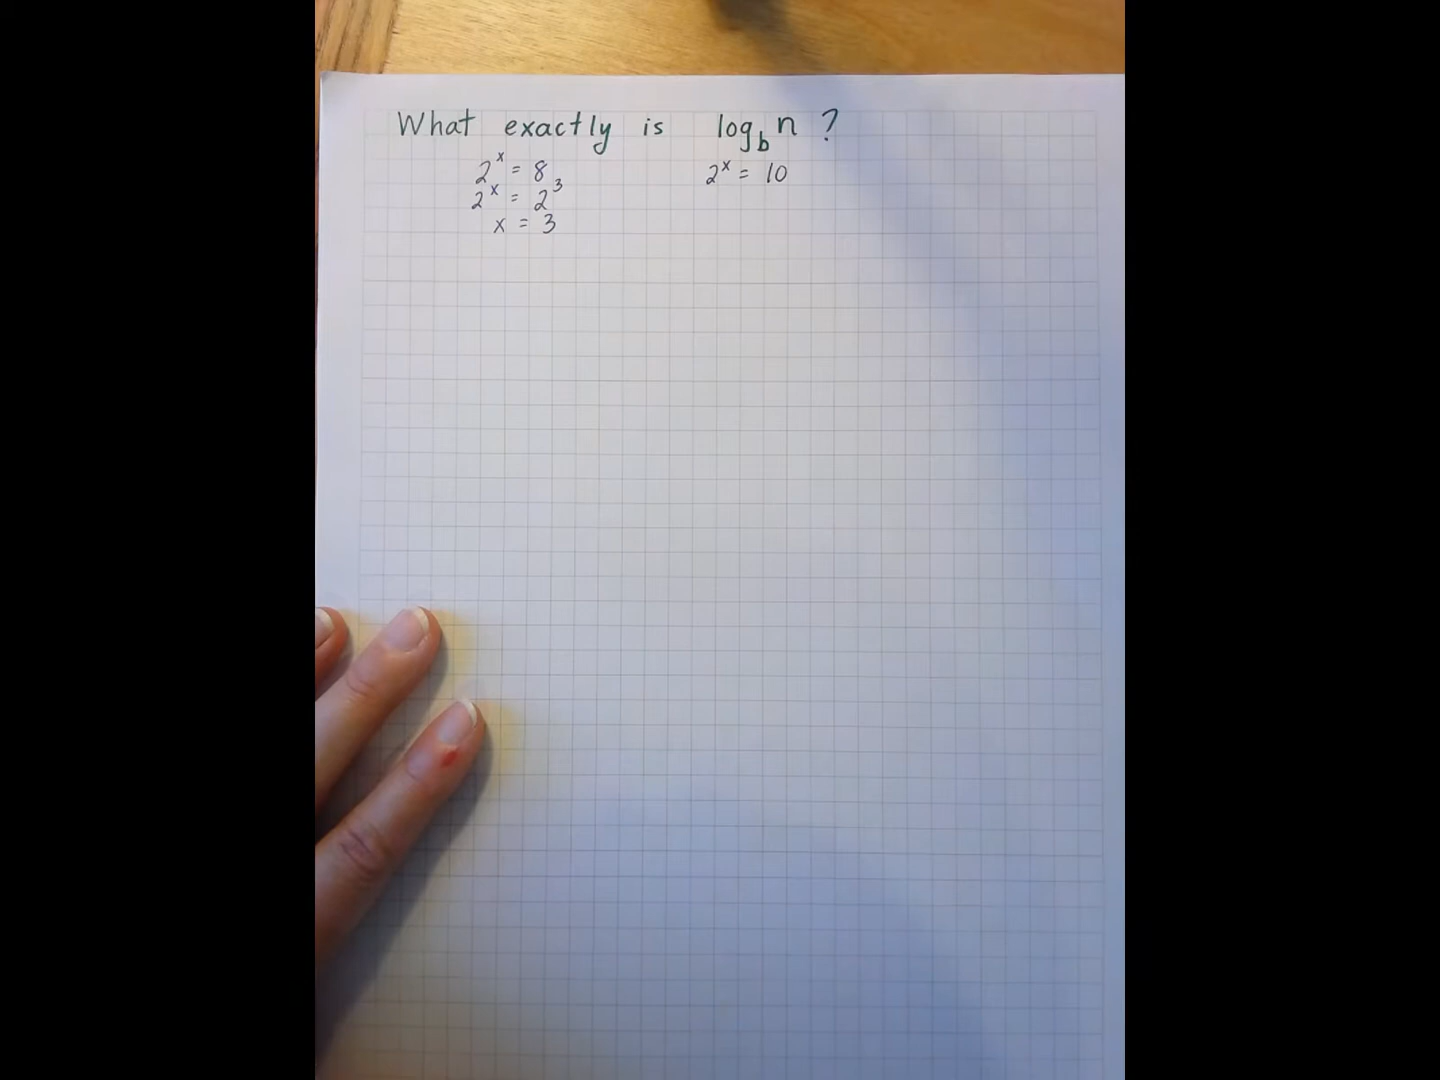 What exactly is log_b n ?
2^x = 8
2^x = 2^3
x = 3
2^x = 10